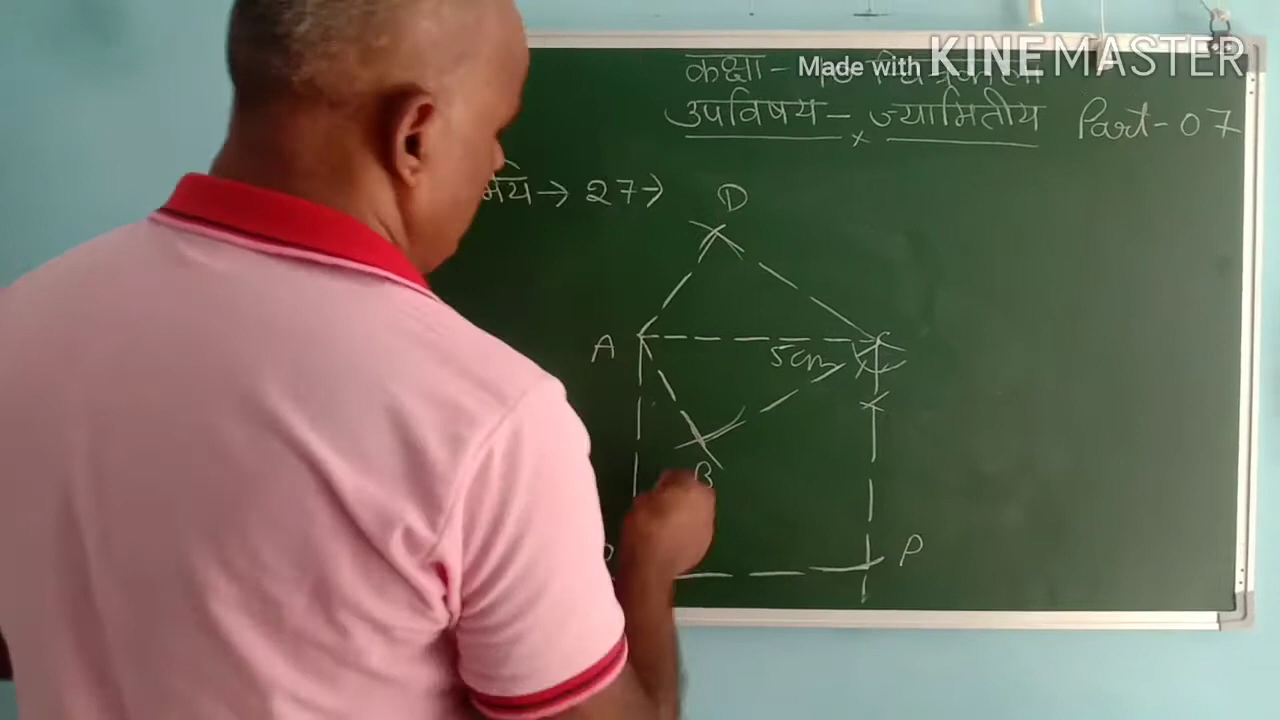 Made with KINEMASTER
कक्षा -
उपविषय - ज्यामितीय Part-07
→ 27→
D
A
5cm
C
B
P